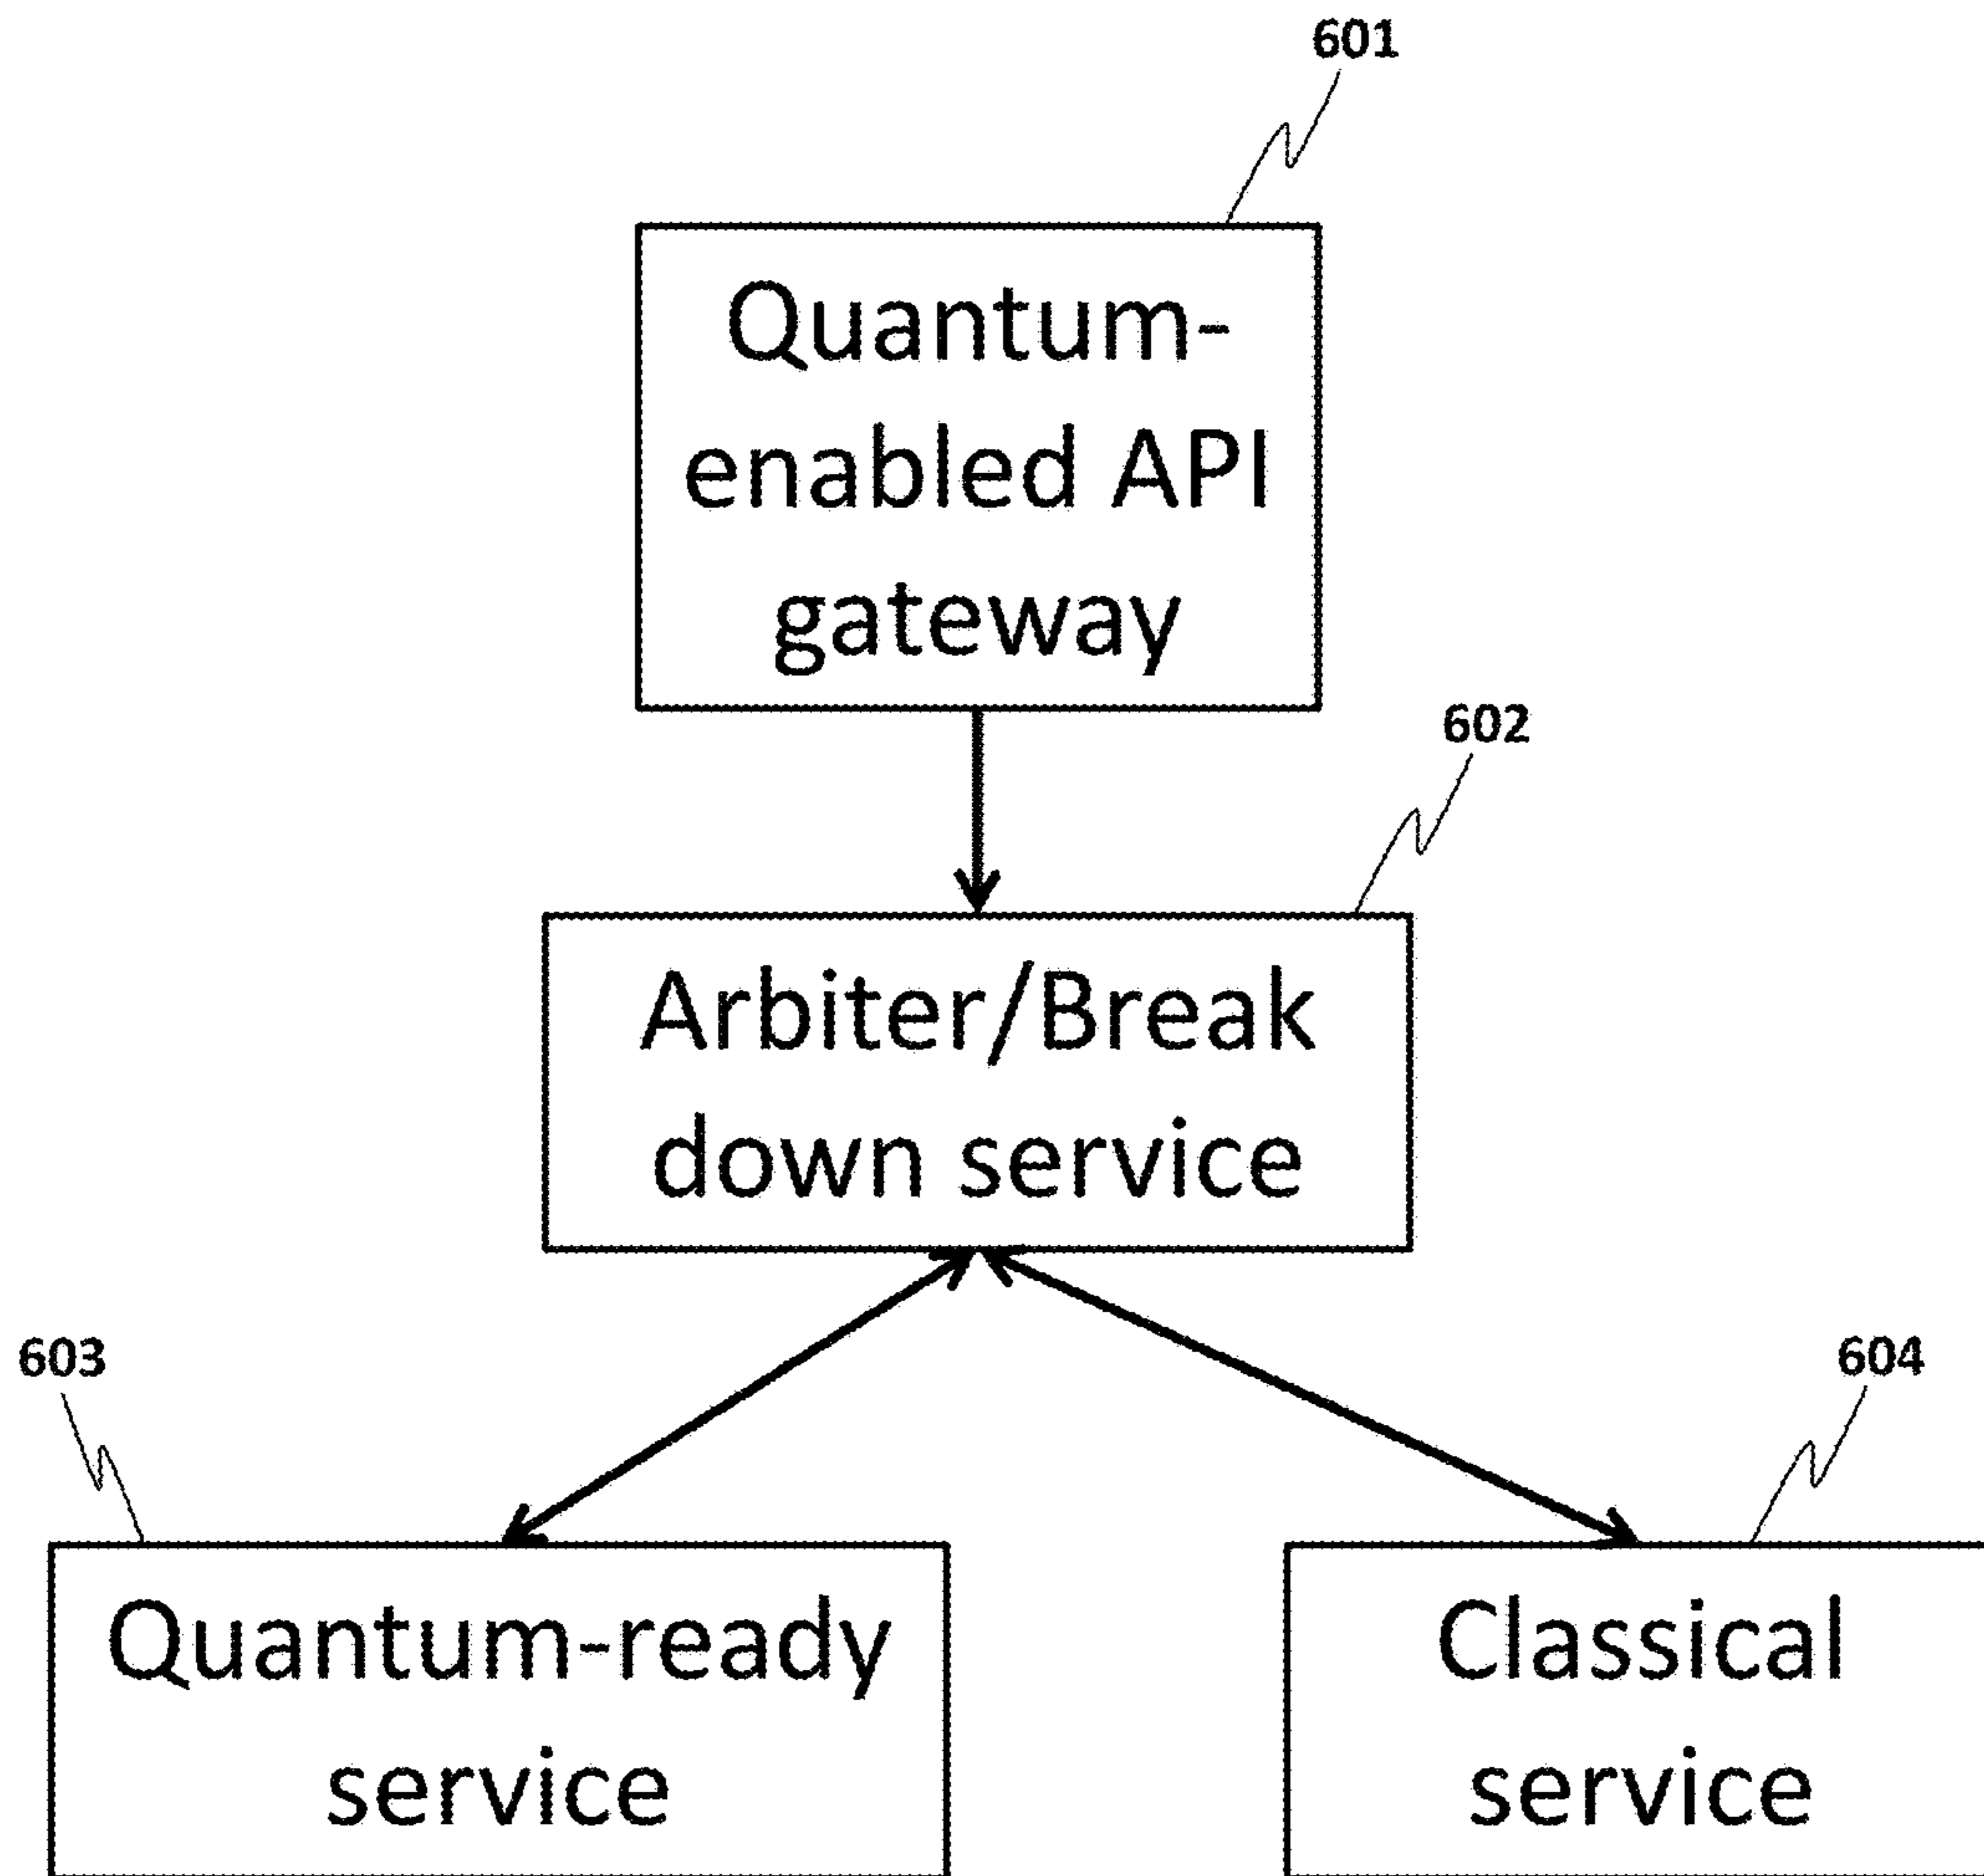 601
Quantum-
enabled API
gateway
602
Arbiter/Break
down service
603
604
Quantum-ready
service
Classical
service